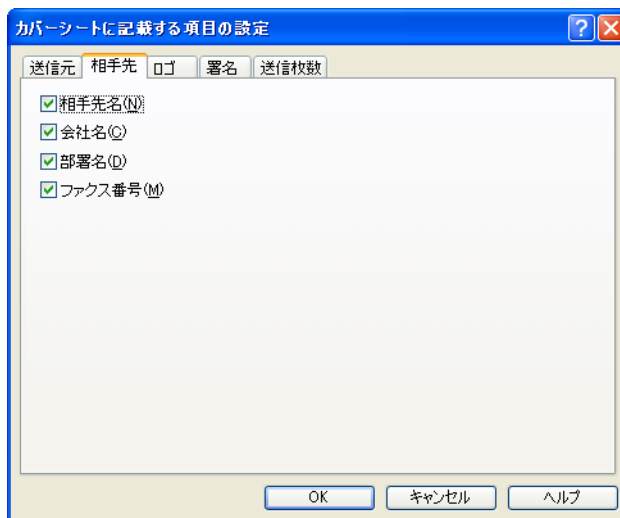 カバーシートに記載する項目の設定
送信元 相手先 ロゴ 署名 送信枚数
相手先名(N)
会社名(C)
部署名(D)
ファクス番号(M)
OK キャンセル ヘルプ